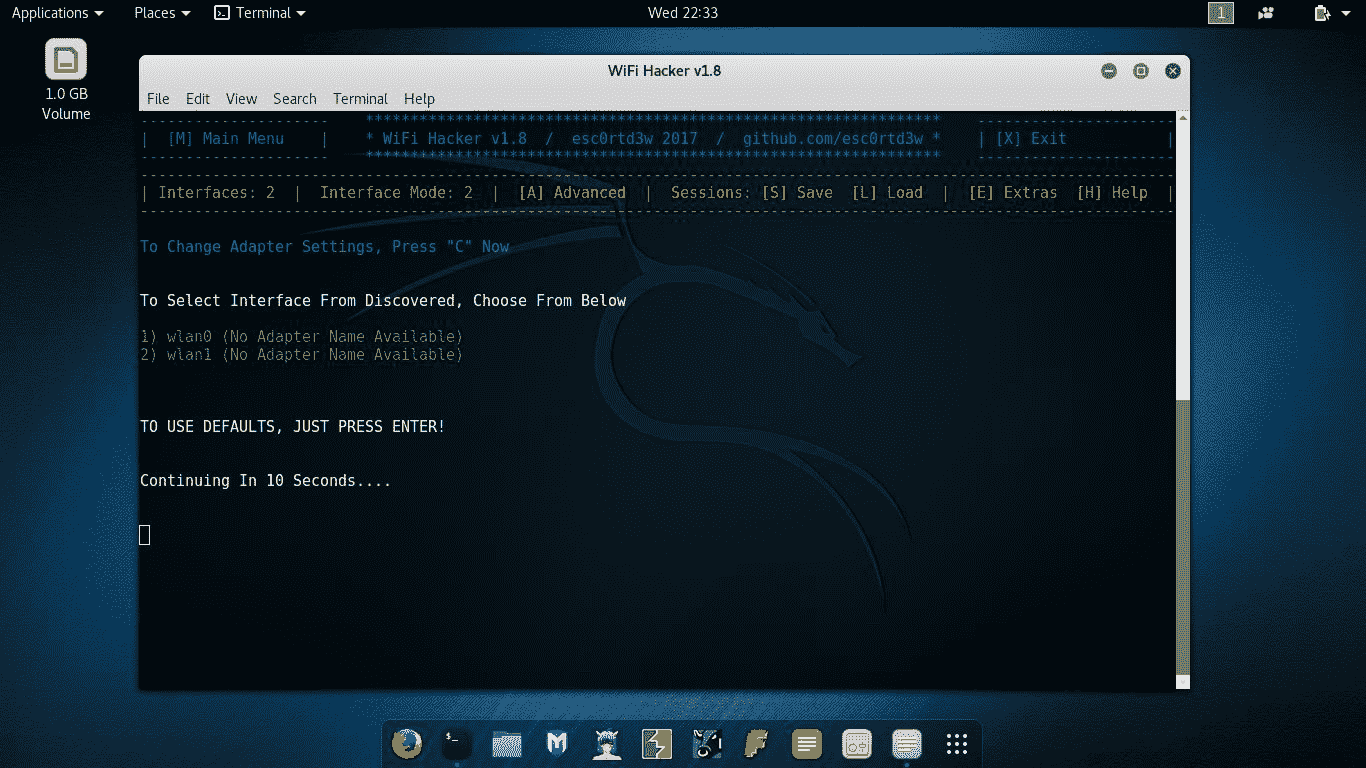 Applications Places Terminal Wed 22:33 1
1.0 GB
Volume
WiFi Hacker v1.8
File Edit View Search Terminal Help
*****************************************************************
| [M] Main Menu | * WiFi Hacker v1.8 / esc0rtd3w 2017 / github.com/esc0rtd3w * | [X] Exit |
*****************************************************************
| Interfaces: 2 | Interface Mode: 2 | [A] Advanced | Sessions: [S] Save [L] Load | [E] Extras [H] Help |
To Change Adapter Settings, Press "C" Now
To Select Interface From Discovered, Choose From Below
1) wlan0 (No Adapter Name Available)
2) wlan1 (No Adapter Name Available)
TO USE DEFAULTS, JUST PRESS ENTER!
Continuing In 10 Seconds....